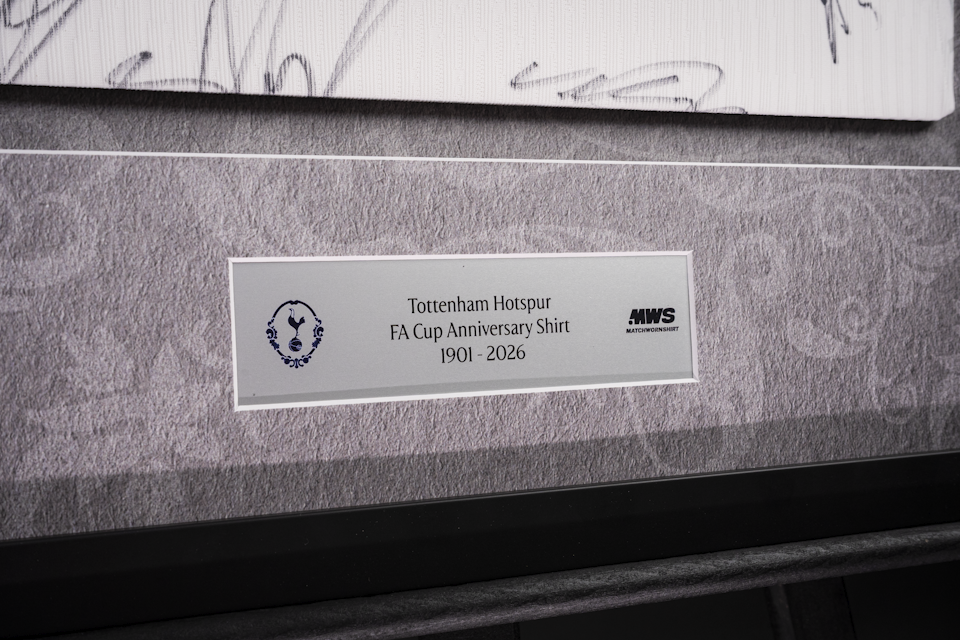 Tottenham Hotspur
FA Cup Anniversary Shirt
1901 - 2026
MWS
MATCHWORNSHIRT